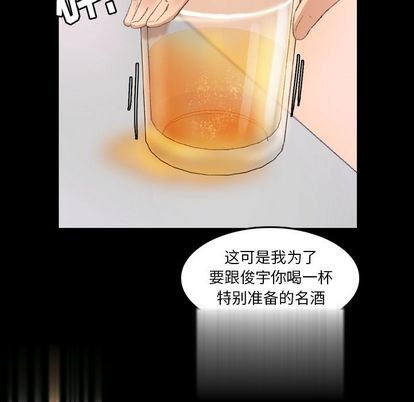 这可是我为了
要跟俊宇你喝一杯
特别准备的名酒